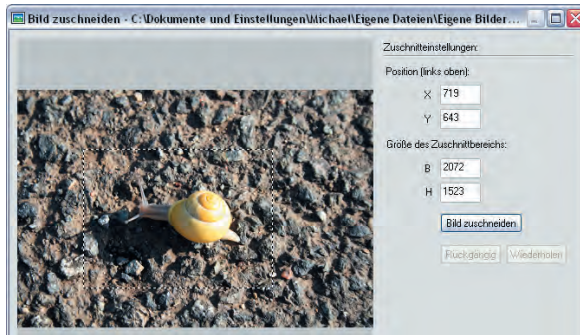 Bild zuschneiden - C:\Dokumente und Einstellungen\Michael\Eigene Dateien\Eigene Bilder...
Zuschnitteinstellungen:
Position (links oben):
X 719
Y 643
Größe des Zuschnittbereichs:
B 2072
H 1523
Bild zuschneiden
Rückgängig Wiederholen